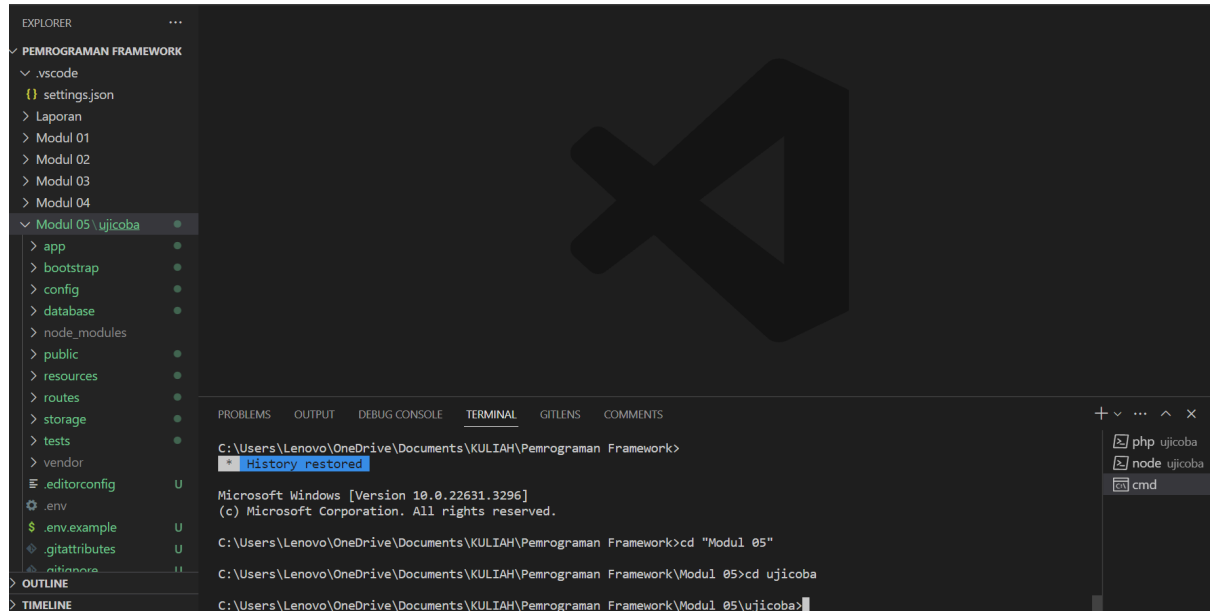 EXPLORER ···
PEMROGRAMAN FRAMEWORK
.vscode
{} settings.json
Laporan
Modul 01
Modul 02
Modul 03
Modul 04
Modul 05\ujicoba
app
bootstrap
config
database
node_modules
public
resources
routes
storage
tests
vendor
.editorconfig U
.env
$ .env.example U
.gitattributes U
.gitignore U
OUTLINE
TIMELINE
PROBLEMS OUTPUT DEBUG CONSOLE TERMINAL GITLENS COMMENTS
C:\Users\Lenovo\OneDrive\Documents\KULIAH\Pemrograman Framework>
* History restored
Microsoft Windows [Version 10.0.22631.3296]
(c) Microsoft Corporation. All rights reserved.
C:\Users\Lenovo\OneDrive\Documents\KULIAH\Pemrograman Framework>cd "Modul 05"
C:\Users\Lenovo\OneDrive\Documents\KULIAH\Pemrograman Framework\Modul 05>cd ujicoba
C:\Users\Lenovo\OneDrive\Documents\KULIAH\Pemrograman Framework\Modul 05\ujicoba>
php ujicoba
node ujicoba
cmd